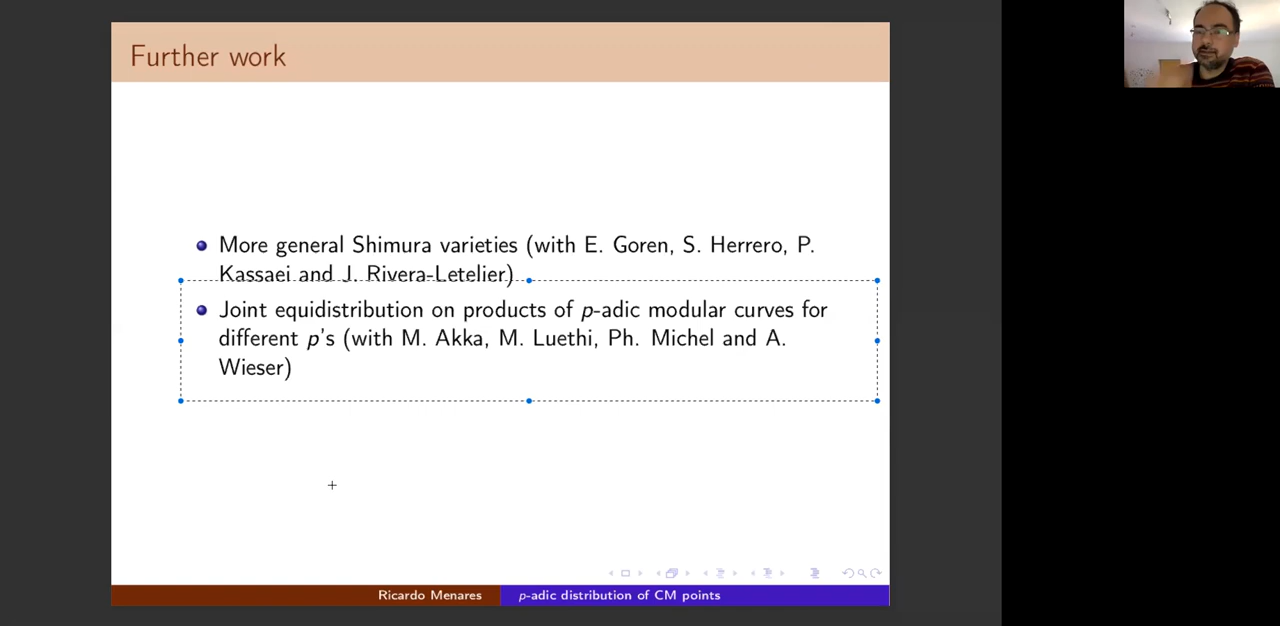 Further work
More general Shimura varieties (with E. Goren, S. Herrero, P.
Kassaei and J. Rivera-Letelier)
Joint equidistribution on products of p-adic modular curves for
different p's (with M. Akka, M. Luethi, Ph. Michel and A.
Wieser)
Ricardo Menares
p-adic distribution of CM points